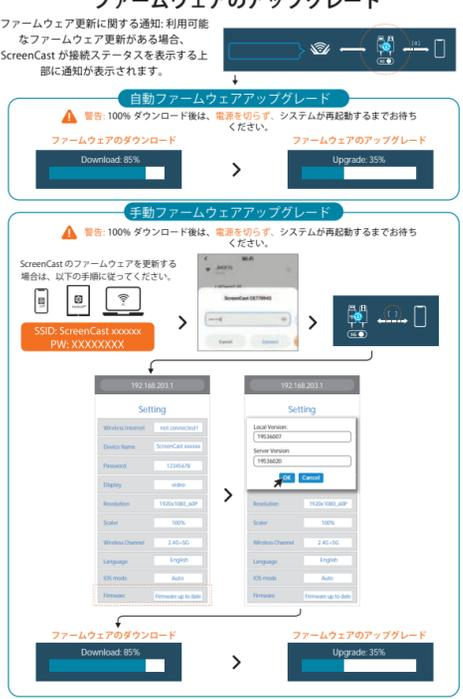 ファームウェアのアップグレード
ファームウェア更新に関する通知: 利用可能
なファームウェア更新がある場合、
ScreenCast が接続ステータスを表示する上
部に通知が表示されます。
5G
自動ファームウェアアップグレード
警告: 100% ダウンロード後は、電源を切らず、システムが再起動するまでお待ち
ください。
ファームウェアのダウンロード
ファームウェアのアップグレード
Download: 85%
Upgrade: 35%
手動ファームウェアアップグレード
警告: 100% ダウンロード後は、電源を切らず、システムが再起動するまでお待ち
ください。
ScreenCast のファームウェアを更新する
場合は、以下の手順に従ってください。
SSID: ScreenCast xxxxxx
PW: XXXXXXXX
Wi-Fi
ScreenCast CE778943
Cancel
Connect
5G
192.168.203.1
Setting
Wireless Internet
not connected?
Device Name
ScreenCast xxxxxx
Password
12345678
Display
video
Resolution
1920x1080_60P
Scaler
100%
Wireless Channel
2.4G+5G
Language
English
IOS mode
Auto
Firmware
Firmware up to date
192.168.203.1
Setting
Local Version:
19536007
Server Version:
19536020
OK
Cancel
Resolution
1920x1080_60P
Scaler
100%
Wireless Channel
2.4G+5G
Language
English
IOS mode
Auto
Firmware
Firmware up to date
ファームウェアのダウンロード
ファームウェアのアップグレード
Download: 85%
Upgrade: 35%